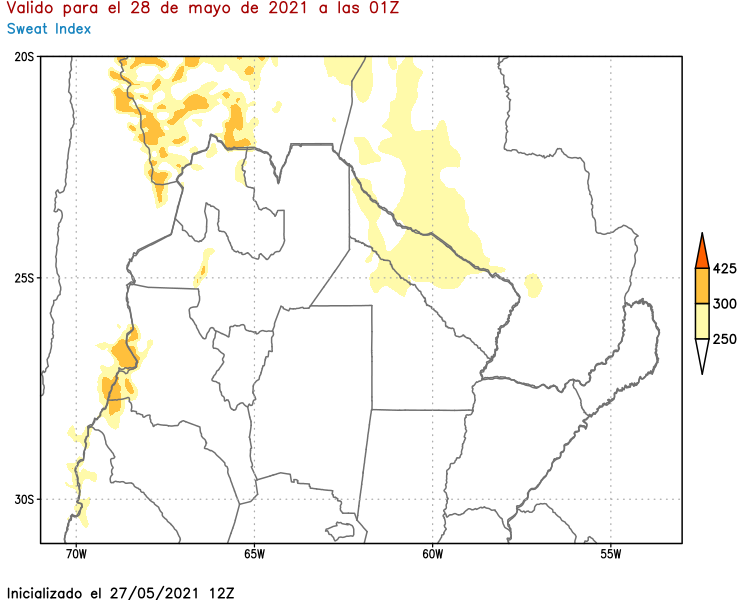 Valido para el 28 de mayo de 2021 a las 01Z
Sweat Index
20S
25S
30S
70W
65W
60W
55W
425
300
250
Inicializado el 27/05/2021 12Z